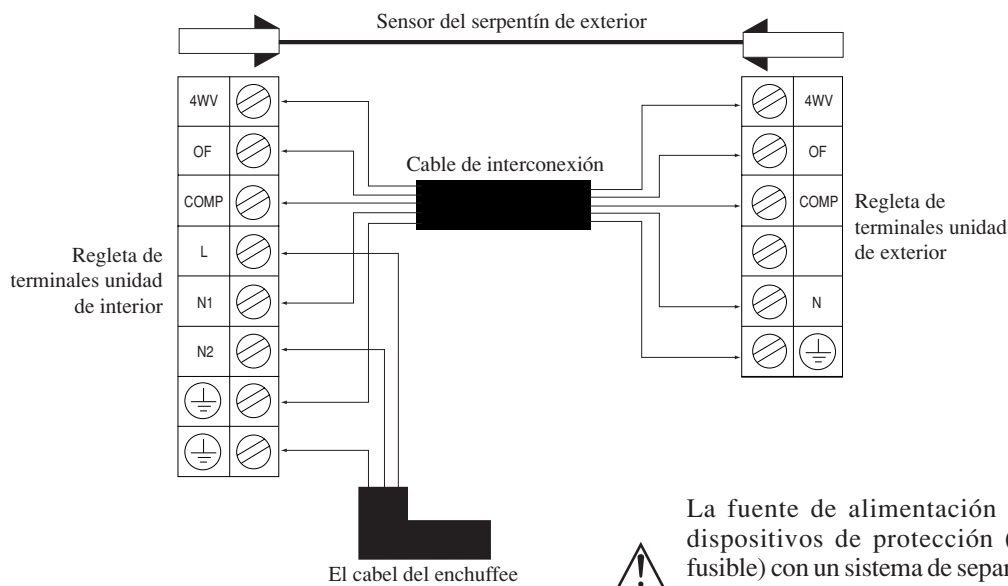 Sensor del serpentín de exterior
4WV
OF
COMP
L
N1
N2
Regleta de
terminales unidad
de interior
Cable de interconexión
4WV
OF
COMP
N
Regleta de
terminales unidad
de exterior
El cabel del enchuffee
La fuente de alimentación
dispositivos de protección (
fusible) con un sistema de separ